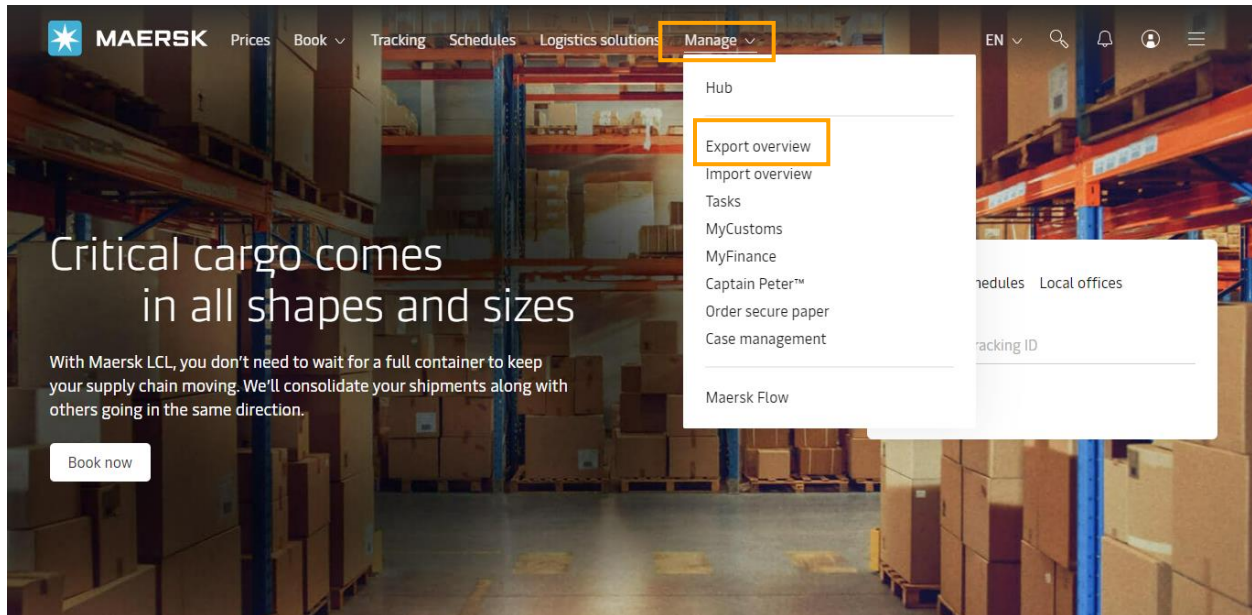 MAERSK Prices Book Tracking Schedules Logistics solutions Manage EN
Hub
Export overview
Import overview
Tasks
MyCustoms
MyFinance
Captain Peter™
Order secure paper
Case management
Maersk Flow
Critical cargo comes
in all shapes and sizes
With Maersk LCL, you don't need to wait for a full container to keep
your supply chain moving. We'll consolidate your shipments along with
others going in the same direction.
Book now
Local offices
ID